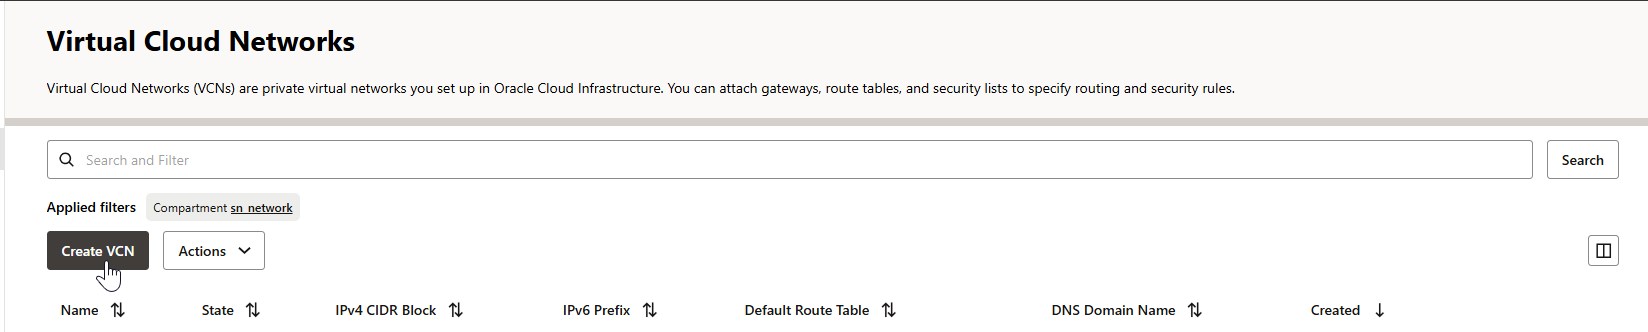 Virtual Cloud Networks
Virtual Cloud Networks (VCNs) are private virtual networks you set up in Oracle Cloud Infrastructure. You can attach gateways, route tables, and security lists to specify routing and security rules.
Search and Filter
Search
Applied filters Compartment sn_network
Create VCN Actions
Name State IPv4 CIDR Block IPv6 Prefix Default Route Table DNS Domain Name Created